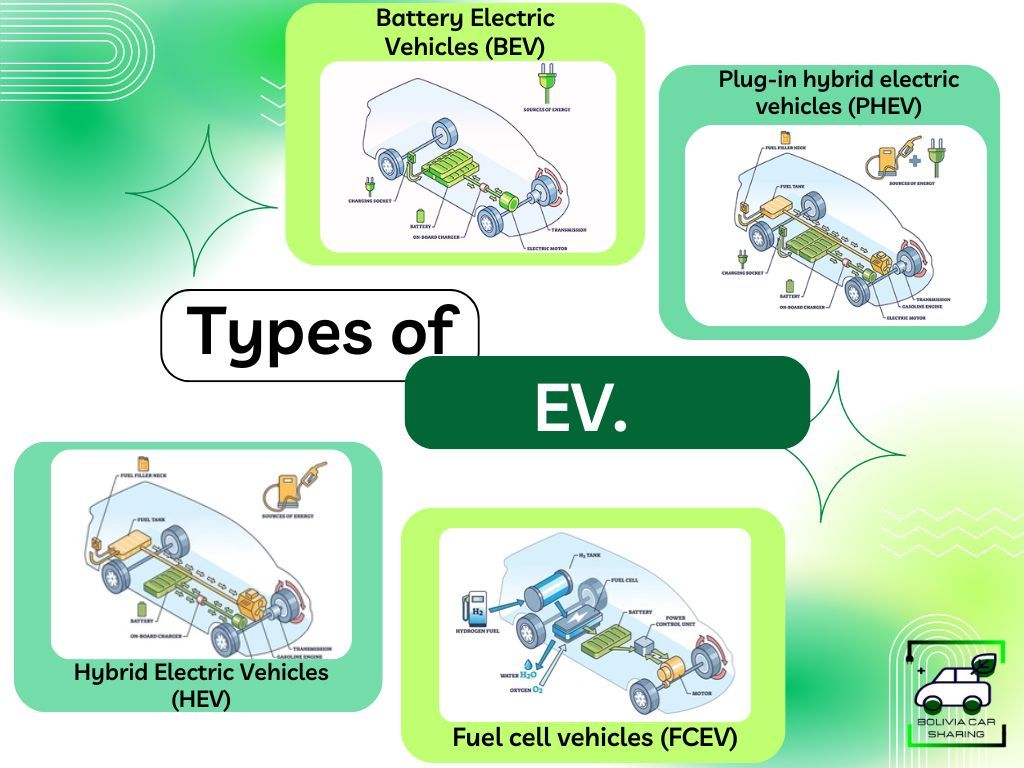 Battery Electric
Vehicles (BEV)
SOURCES OF ENERGY
CHARGING SOCKET
BATTERY
ON-BOARD CHARGER
TRANSMISSION
ELECTRIC MOTOR
Plug-in hybrid electric
vehicles (PHEV)
FUEL FILLER NECK
SOURCES OF ENERGY
FUEL TANK
CHARGING SOCKET
BATTERY
ON-BOARD CHARGER
TRANSMISSION
GASOLINE ENGINE
ELECTRIC MOTOR
Types of
EV.
FUEL FILLER NECK
SOURCES OF ENERGY
FUEL TANK
BATTERY
ON-BOARD CHARGER
TRANSMISSION
GASOLINE ENGINE
Hybrid Electric Vehicles
(HEV)
H₂ TANK
FUEL CELL
H₂
HYDROGEN FUEL
BATTERY
POWER
CONTROL UNIT
WATER H₂O
OXYGEN O₂
MOTOR
Fuel cell vehicles (FCEV)
BOLIVIA CAR
SHARING